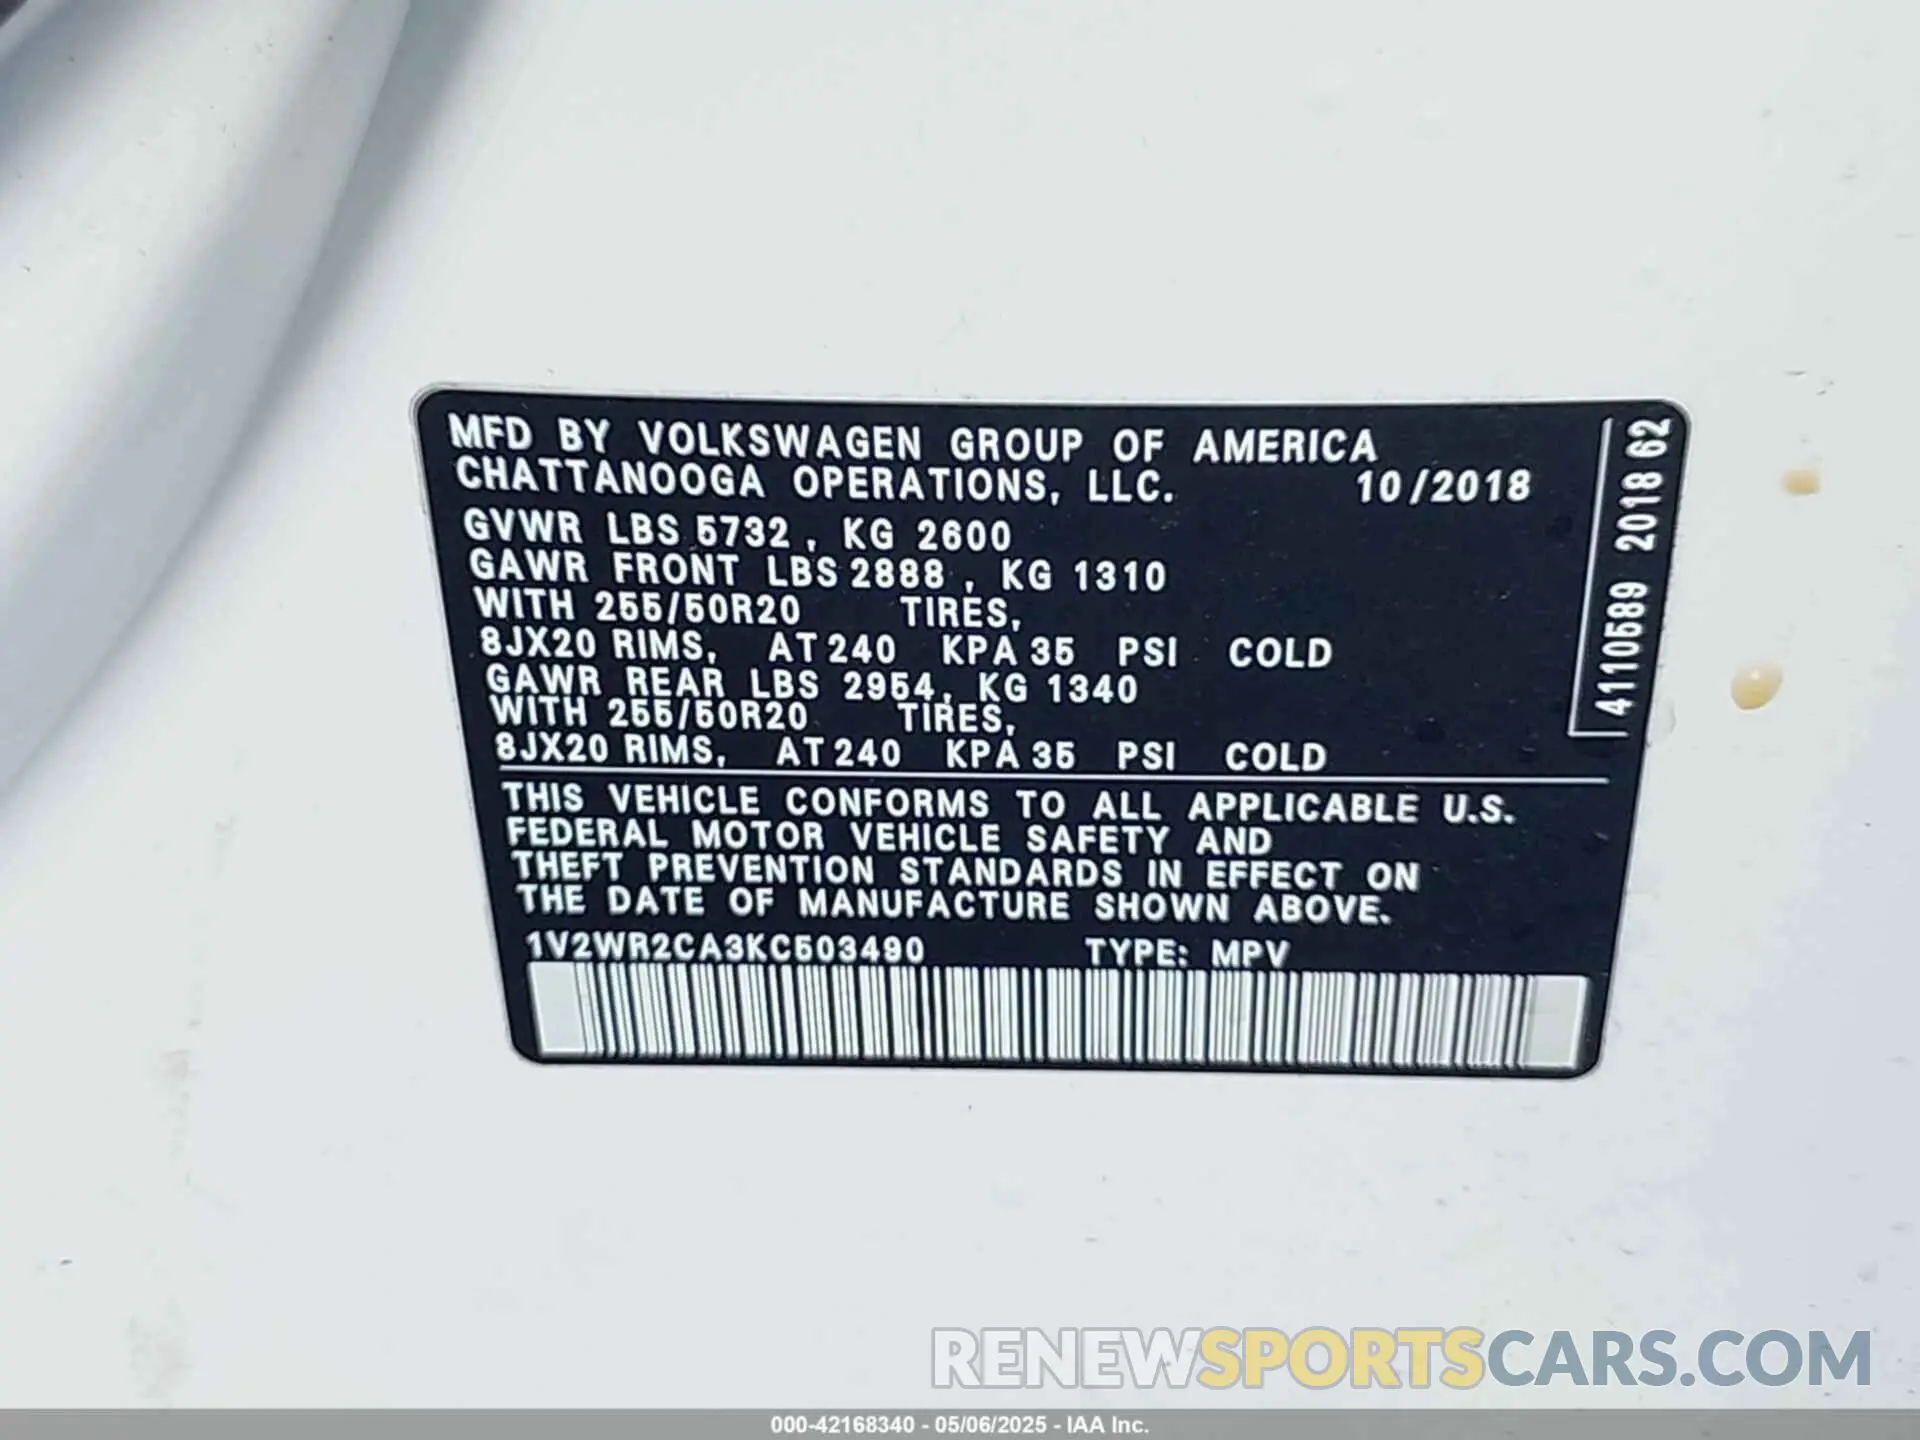 MFD BY VOLKSWAGEN GROUP OF AMERICA
CHATTANOOGA OPERATIONS, LLC. 10/2018
GVWR LBS 5732, KG 2600
GAWR FRONT LBS 2888, KG 1310
WITH 255/50R20 TIRES,
8JX20 RIMS, AT 240 KPA 35 PSI COLD
GAWR REAR LBS 2954, KG 1340
WITH 255/50R20 TIRES,
8JX20 RIMS, AT 240 KPA 35 PSI COLD
THIS VEHICLE CONFORMS TO ALL APPLICABLE U.S.
FEDERAL MOTOR VEHICLE SAFETY AND
THEFT PREVENTION STANDARDS IN EFFECT ON
THE DATE OF MANUFACTURE SHOWN ABOVE.
1V2WR2CA3KC503490 TYPE: MPV
4110589 2018 62
RENEWSPORTSCARS.COM
000-42168340 - 05/06/2025 - IAA Inc.